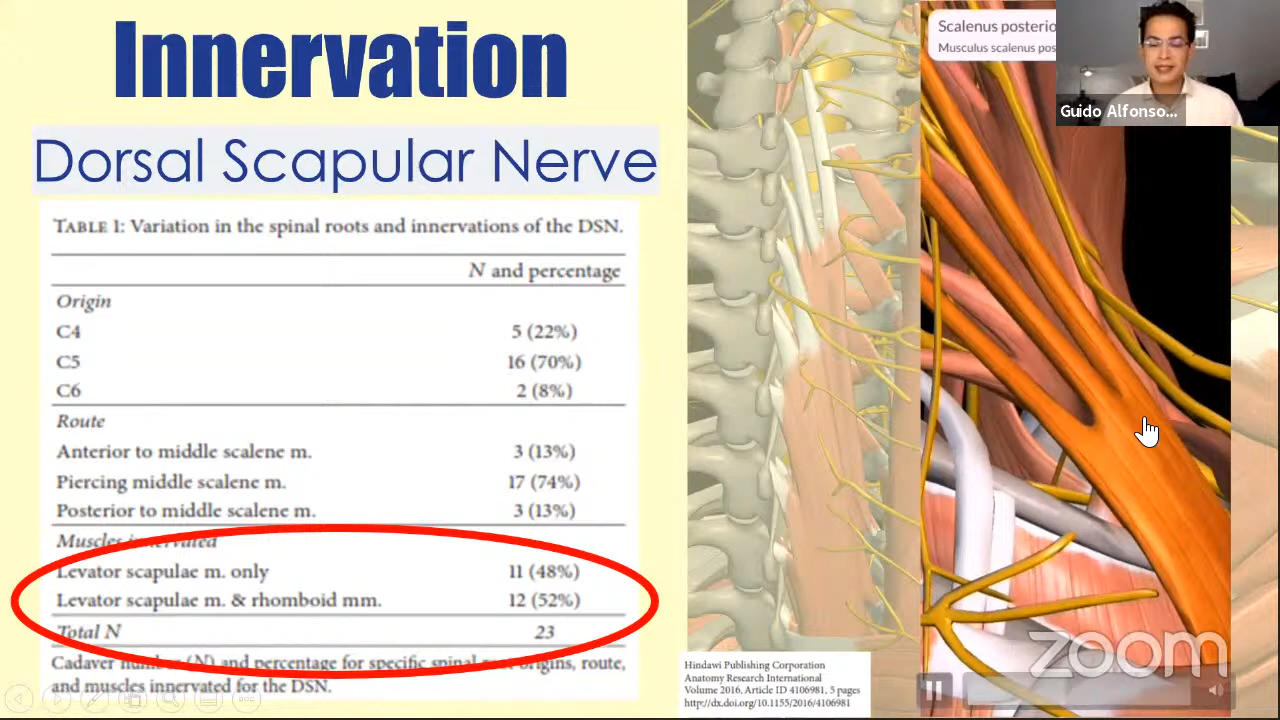 Innervation
Dorsal Scapular Nerve
TABLE 1: Variation in the spinal roots and innervations of the DSN.
N and percentage
Origin
C4 5 (22%)
C5 16 (70%)
C6 2 (8%)
Route
Anterior to middle scalene m. 3 (13%)
Piercing middle scalene m. 17 (74%)
Posterior to middle scalene m. 3 (13%)
Muscles innervated
Levator scapulae m. only 11 (48%)
Levator scapulae m. & rhomboid mm. 12 (52%)
Total N 23
Cadaver number (N) and percentage for specific spinal root origins, route,
and muscles innervated for the DSN.
Hindawi Publishing Corporation
Anatomy Research International
Volume 2016, Article ID 4106981, 5 pages
http://dx.doi.org/10.1155/2016/4106981
Scalenus posterio
Musculus scalenus pos
Guido Alfonso...
zoom